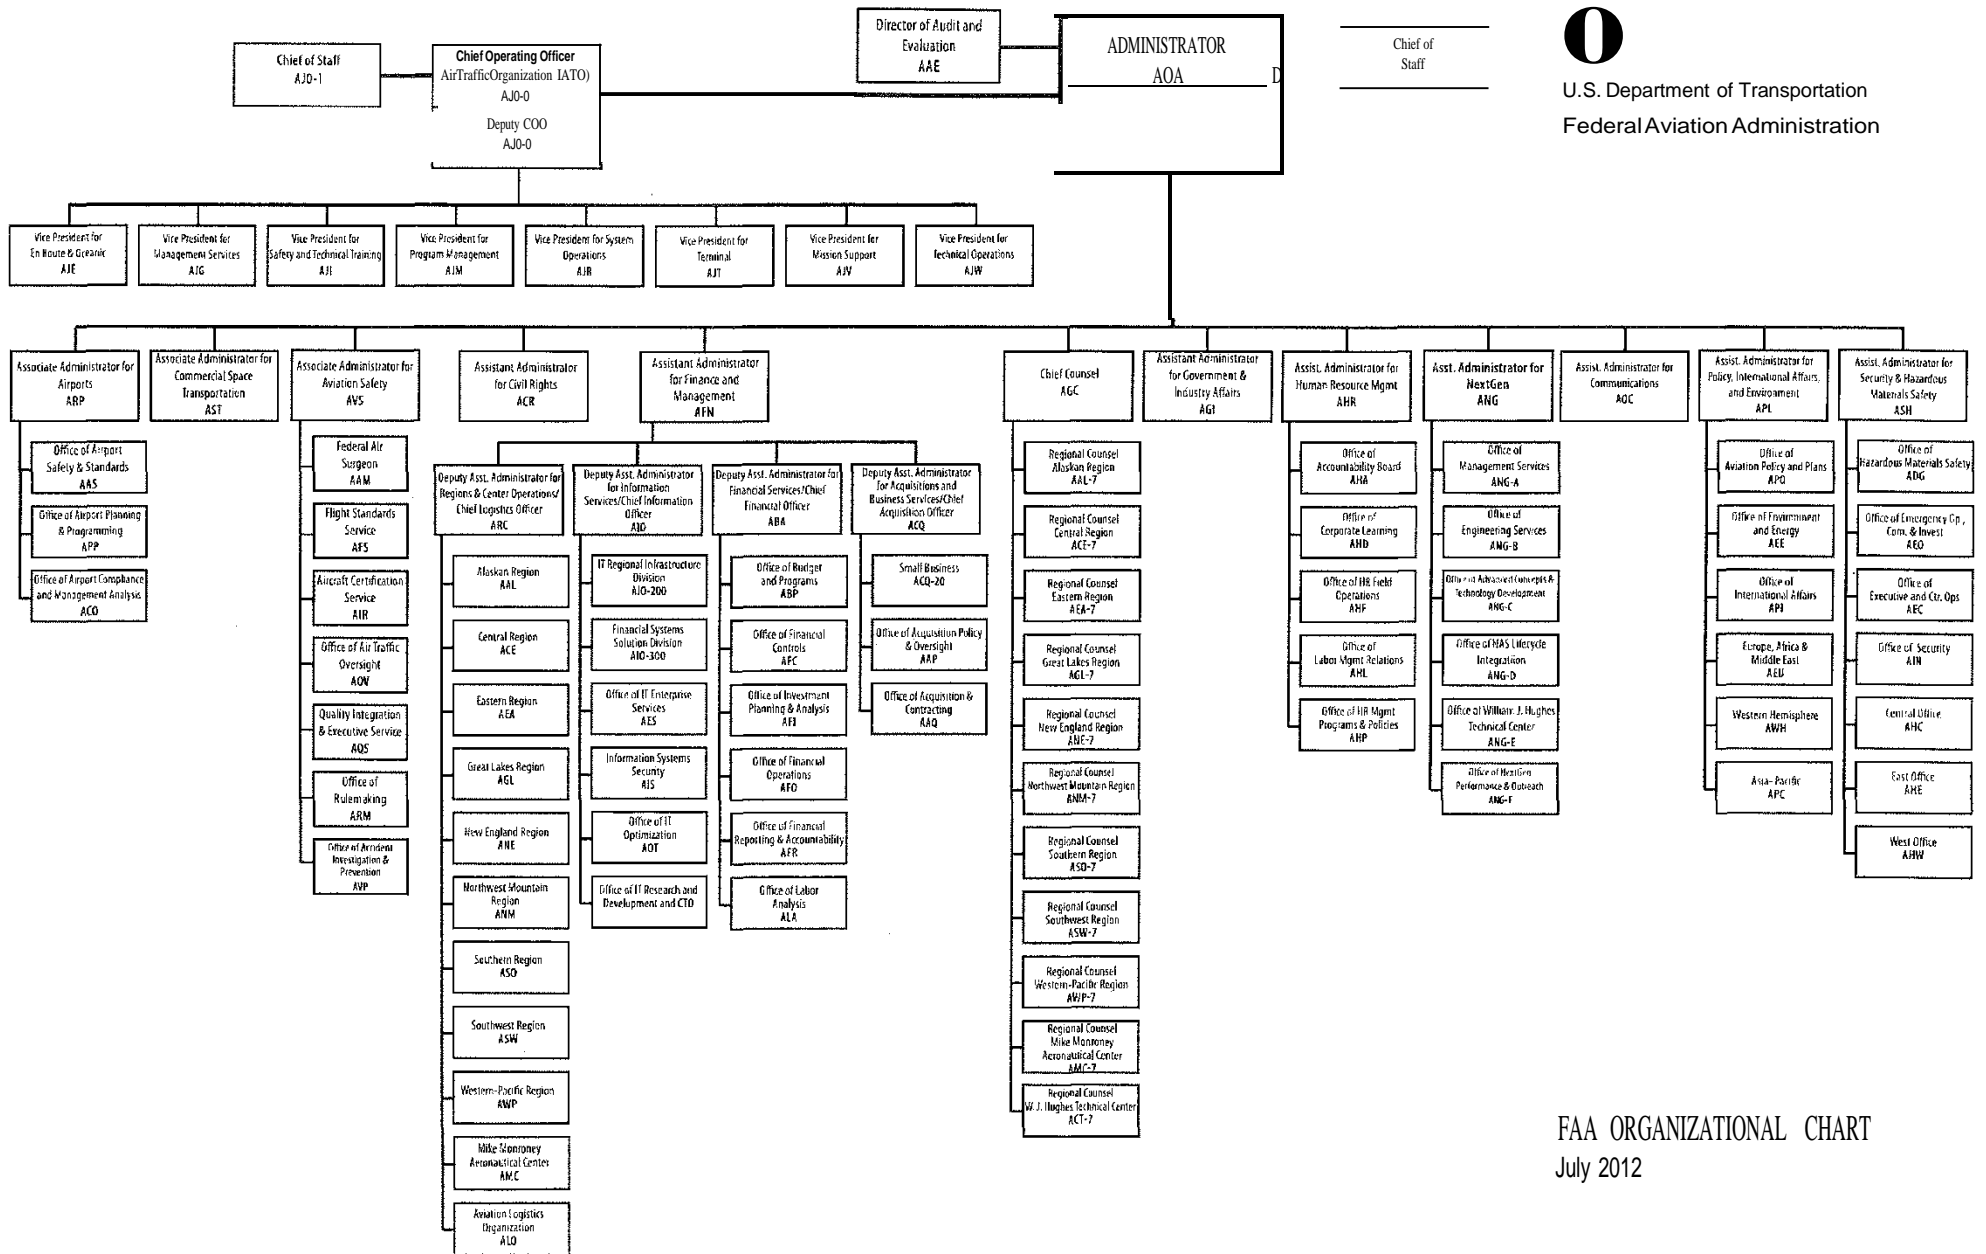 Director of Audit and
Evaluation
AAE
ADMINISTRATOR
AOA
D
Chief of
Staff
O
U.S. Department of Transportation
Federal Aviation Administration
Chief of Staff
AJO-1
Chief Operating Officer
AirTrafficOrganization IATO)
AJ0-0
Deputy COO
AJ0-0
Vice President for
En Route & Oceanic
AJE
Vice President for
Management Services
AJG
Vice President for
Safety and Technical Training
AJI
Vice President for
Program Management
AJM
Vice President for System
Operations
AJR
Vice President for
Terminal
AJT
Vice President for
Mission Support
AJV
Vice President for
Technical Operations
AJW
Associate Administrator for
Airports
ARP
Office of Airport
Safety & Standards
AAS
Office of Airport Planning
& Programming
APP
Office of Airport Compliance
and Management Analysis
ACO
Associate Administrator for
Commercial Space
Transportation
AST
Associate Administrator for
Aviation Safety
AVS
Federal Air
Surgeon
AAM
Flight Standards
Service
AFS
Aircraft Certification
Service
AIR
Office of Air Traffic
Oversight
AOV
Quality Integration
& Executive Service
AQS
Office of
Rulemaking
ARM
Office of Accident
Investigation &
Prevention
AVP
Assistant Administrator
for Civil Rights
ACR
Assistant Administrator
for Finance and
Management
AFN
Deputy Asst. Administrator for
Regions & Center Operations/
Chief Logistics Officer
ARC
Alaskan Region
AAL
Central Region
ACE
Eastern Region
AEA
Great Lakes Region
AGL
New England Region
ANE
Northwest Mountain
Region
ANM
Southern Region
ASO
Southwest Region
ASW
Western-Pacific Region
AWP
Mike Monroney
Aeronautical Center
AMC
Aviation Logistics
Organization
ALO
Deputy Asst. Administrator
for Information
Services/Chief Information
Officer
AIO
IT Regional Infrastructure
Division
AIO-200
Financial Systems
Solution Division
AIO-300
Office of IT Enterprise
Services
AES
Information Systems
Security
AIS
Office of IT
Optimization
AOT
Office of IT Research and
Development and CTO
Deputy Asst. Administrator for
Financial Services/Chief
Financial Officer
ABA
Office of Budget
and Programs
ABP
Office of Financial
Controls
AFC
Office of Investment
Planning & Analysis
AFI
Office of Financial
Operations
AFO
Office of Financial
Reporting & Accountability
AFR
Office of Labor
Analysis
ALA
Deputy Asst. Administrator
for Acquisitions and
Business Services/Chief
Acquisition Officer
ACQ
Small Business
ACQ-20
Office of Acquisition Policy
& Oversight
AAP
Office of Acquisition &
Contracting
AAQ
Chief Counsel
AGC
Regional Counsel
Alaskan Region
AAL-7
Regional Counsel
Central Region
ACE-7
Regional Counsel
Eastern Region
AEA-7
Regional Counsel
Great Lakes Region
AGL-7
Regional Counsel
New England Region
ANE-7
Regional Counsel
Northwest Mountain Region
ANM-7
Regional Counsel
Southern Region
ASO-7
Regional Counsel
Southwest Region
ASW-7
Regional Counsel
Western-Pacific Region
AWP-7
Regional Counsel
Mike Monroney
Aeronautical Center
AMC-7
Regional Counsel
W. J. Hughes Technical Center
ACT-7
Assistant Administrator
for Government &
Industry Affairs
AGI
Assist. Administrator for
Human Resource Mgmt
AHR
Office of
Accountability Board
AHA
Office of
Corporate Learning
AHD
Office of HR Field
Operations
AHF
Office of
Labor Mgmt Relations
AHL
Office of HR Mgmt
Programs & Policies
AHP
Asst. Administrator for
NextGen
ANG
Office of
Management Services
ANG-A
Office of
Engineering Services
ANG-B
Office of Advanced Concepts &
Technology Development
ANG-C
Office of NAS Lifecycle
Integration
ANG-D
Office of William J. Hughes
Technical Center
ANG-E
Office of NextGen
Performance & Outreach
ANG-F
Assist. Administrator for
Communications
AOC
Assist. Administrator for
Policy, International Affairs,
and Environment
APL
Office of
Aviation Policy and Plans
APO
Office of Environment
and Energy
AEE
Office of
International Affairs
API
Europe, Africa &
Middle East
AEU
Western Hemisphere
AWH
Asia- Pacific
APC
Assist. Administrator for
Security & Hazardous
Materials Safety
ASH
Office of
Hazardous Materials Safety
ADG
Office of Emergency Op.,
Com. & Invest
AEO
Office of
Executive and Ctr. Ops
AEC
Office of Security
AIN
Central Office
AHC
East Office
AHE
West Office
AHW
FAA ORGANIZATIONAL CHART
July 2012